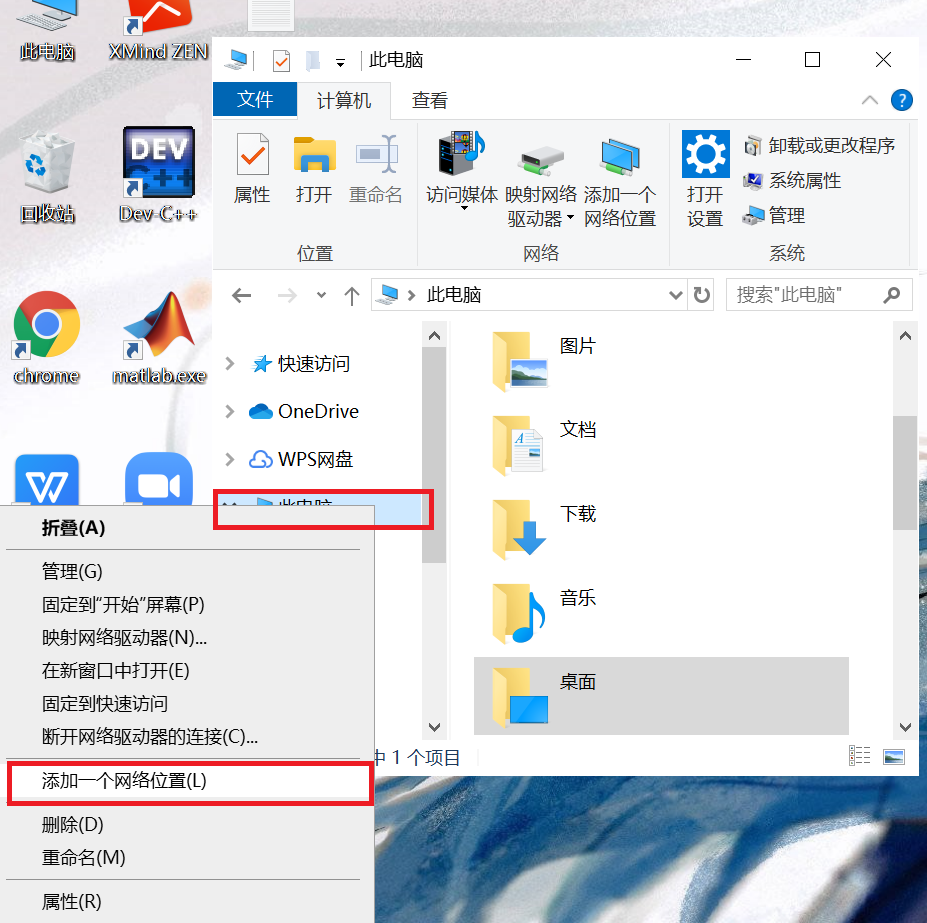 此电脑
XMind ZEN
此电脑
文件
计算机
查看
回收站
DEV
C++
Dev-C++
属性
打开
重命名
访问媒体
映射网络
驱动器
添加一个
网络位置
打开
设置
卸载或更改程序
系统属性
管理
位置
网络
系统
此电脑
搜索"此电脑"
chrome
matlab.exe
快速访问
OneDrive
WPS网盘
此电脑
图片
文档
下载
音乐
桌面
中 1 个项目
折叠(A)
管理(G)
固定到“开始”屏幕(P)
映射网络驱动器(N)...
在新窗口中打开(E)
固定到快速访问
断开网络驱动器的连接(C)...
添加一个网络位置(L)
删除(D)
重命名(M)
属性(R)